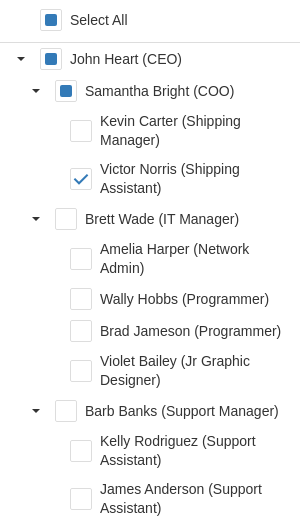 Select All
John Heart (CEO)
Samantha Bright (COO)
Kevin Carter (Shipping
Manager)
Victor Norris (Shipping
Assistant)
Brett Wade (IT Manager)
Amelia Harper (Network
Admin)
Wally Hobbs (Programmer)
Brad Jameson (Programmer)
Violet Bailey (Jr Graphic
Designer)
Barb Banks (Support Manager)
Kelly Rodriguez (Support
Assistant)
James Anderson (Support
Assistant)